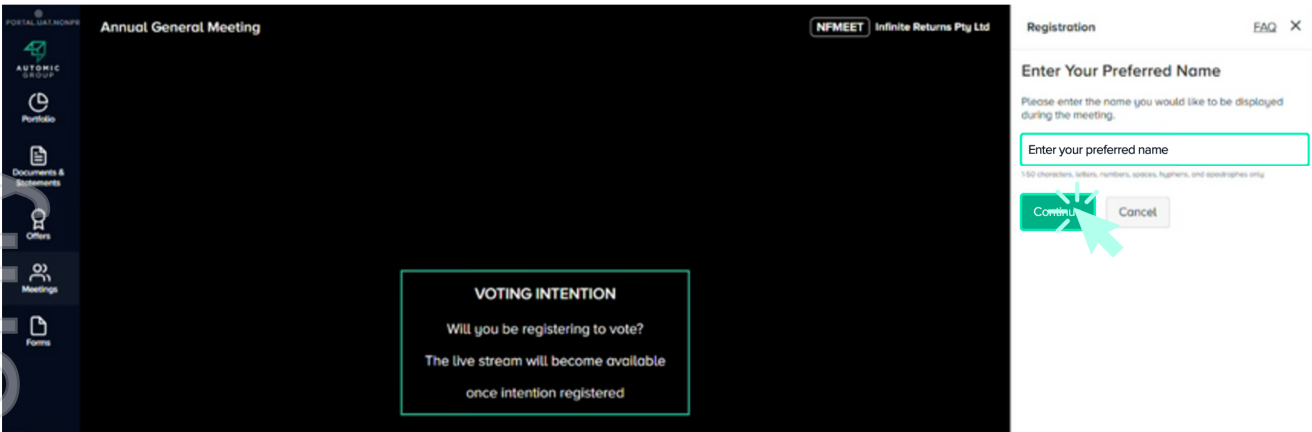 PORTAL.UAT.NONPR
AUTOMIC
GROUP
Portfolio
Documents &
Statements
Offers
Meetings
Forms
Annual General Meeting
NFMEET Infinite Returns Pty Ltd
VOTING INTENTION
Will you be registering to vote?
The live stream will become available
once intention registered
Registration FAQ
Enter Your Preferred Name
Please enter the name you would like to be displayed
during the meeting.
Enter your preferred name
1-50 characters, letters, numbers, spaces, hyphens, and apostrophes only
Continue Cancel